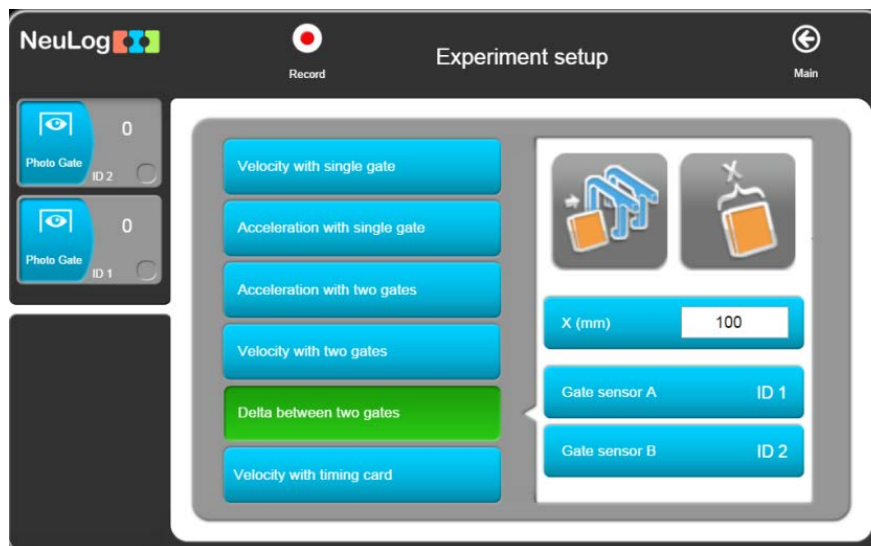 NeuLog
Record
Experiment setup
Main
0
Photo Gate
ID 2
0
Photo Gate
ID 1
Velocity with single gate
Acceleration with single gate
Acceleration with two gates
Velocity with two gates
Delta between two gates
Velocity with timing card
X
X (mm) 100
Gate sensor A ID 1
Gate sensor B ID 2